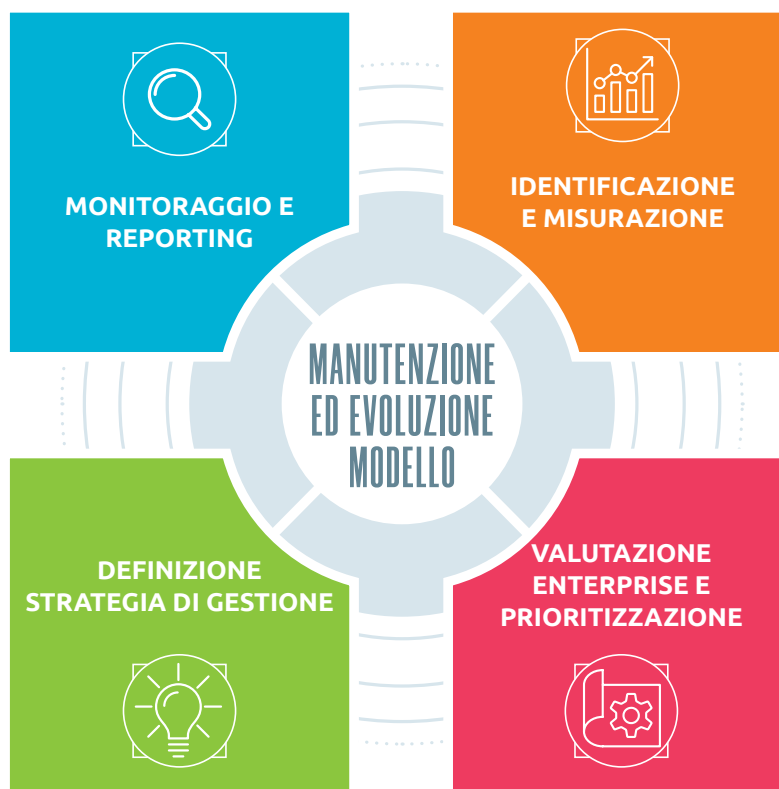 MONITORAGGIO E
REPORTING
IDENTIFICAZIONE
E MISURAZIONE
MANUTENZIONE
ED EVOLUZIONE
MODELLO
DEFINIZIONE
STRATEGIA DI GESTIONE
VALUTAZIONE
ENTERPRISE E
PRIORITIZZAZIONE